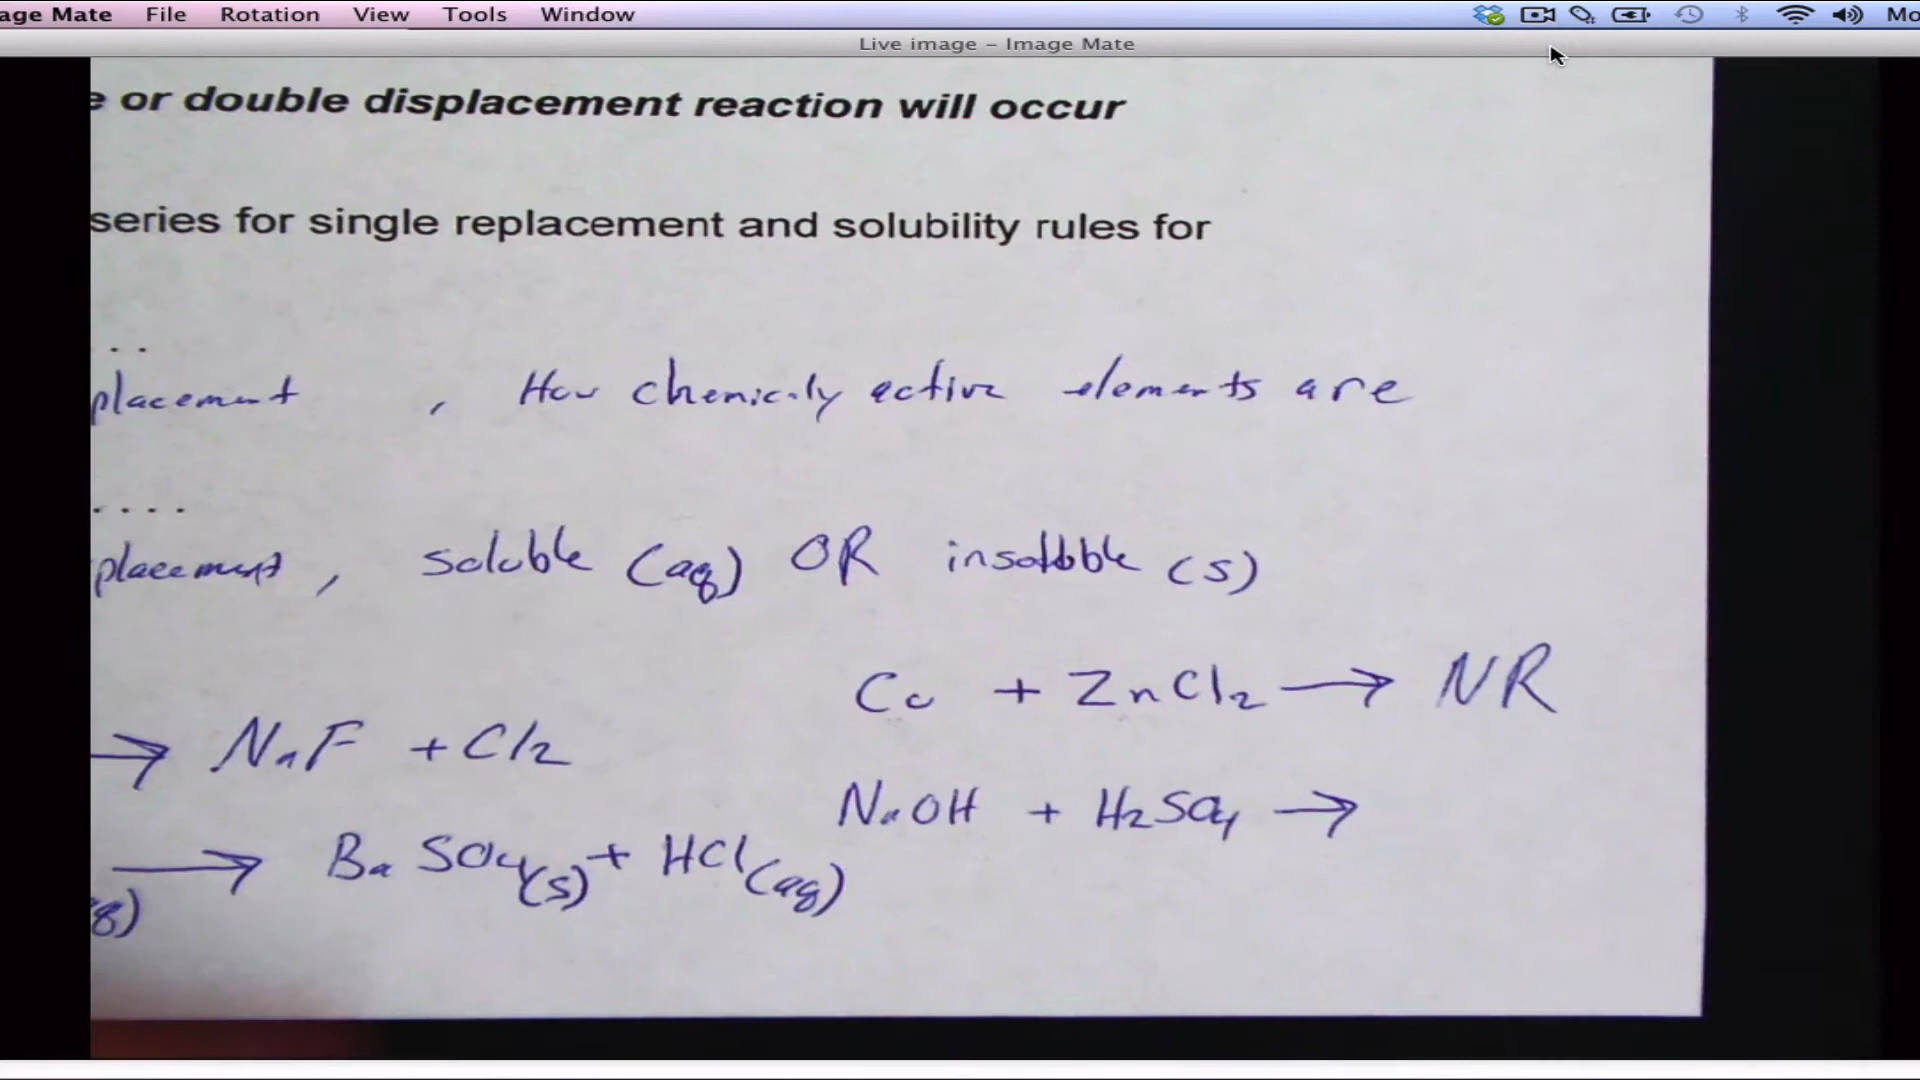 age Mate File Rotation View Tools Window Mo
Live image – Image Mate
e or double displacement reaction will occur
series for single replacement and solubility rules for
. .
placement , How chemically active elements are
. . . .
placement , soluble (aq) OR insoluble (s)
Cu + ZnCl2 → NR
→ NaF + Cl2
NaOH + H2SO4 →
→ BaSO4(s) + HCl(aq)
q)